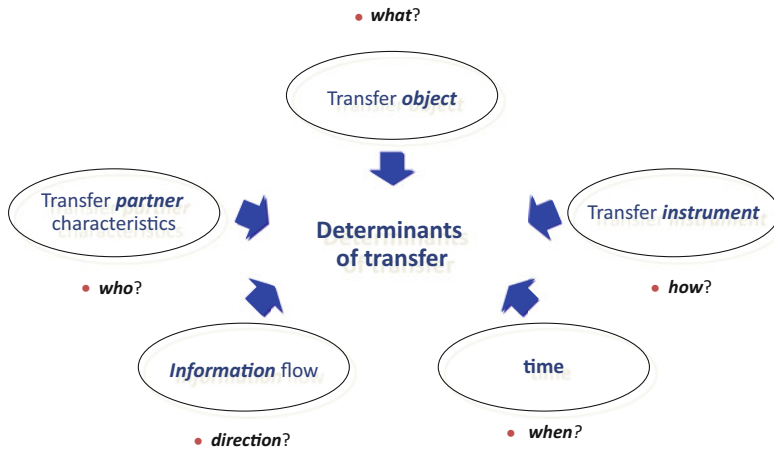 • what?
Transfer object
Transfer partner
characteristics
Transfer instrument
Determinants
of transfer
• who?
• how?
Information flow
time
• direction?
• when?